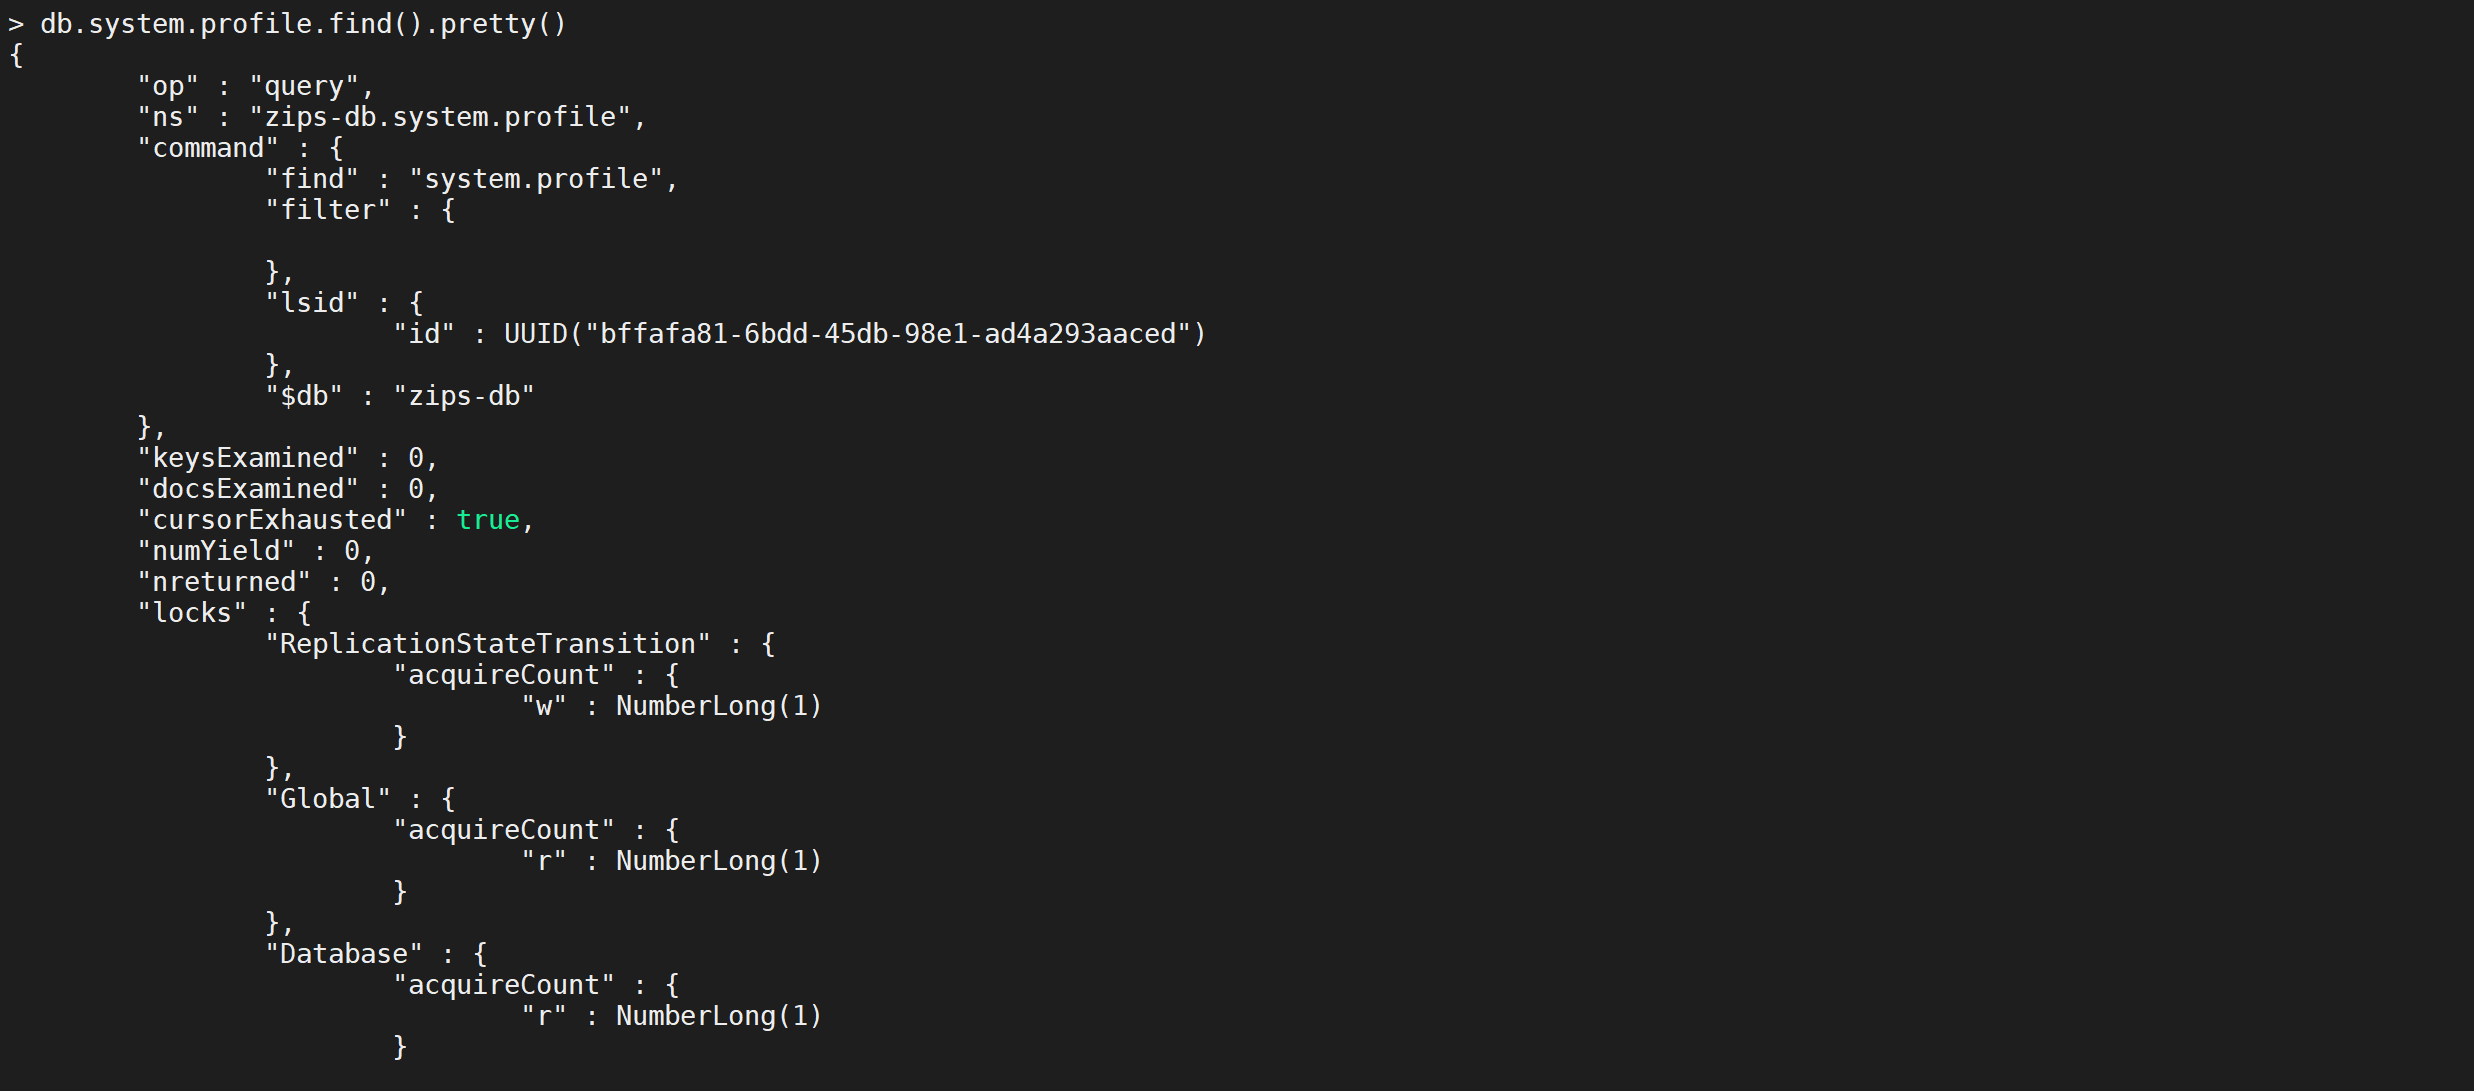 > db.system.profile.find().pretty()
{
        "op" : "query",
        "ns" : "zips-db.system.profile",
        "command" : {
                "find" : "system.profile",
                "filter" : {

                },
                "lsid" : {
                        "id" : UUID("bffafa81-6bdd-45db-98e1-ad4a293aaced")
                },
                "$db" : "zips-db"
        },
        "keysExamined" : 0,
        "docsExamined" : 0,
        "cursorExhausted" : true,
        "numYield" : 0,
        "nreturned" : 0,
        "locks" : {
                "ReplicationStateTransition" : {
                        "acquireCount" : {
                                "w" : NumberLong(1)
                        }
                },
                "Global" : {
                        "acquireCount" : {
                                "r" : NumberLong(1)
                        }
                },
                "Database" : {
                        "acquireCount" : {
                                "r" : NumberLong(1)
                        }